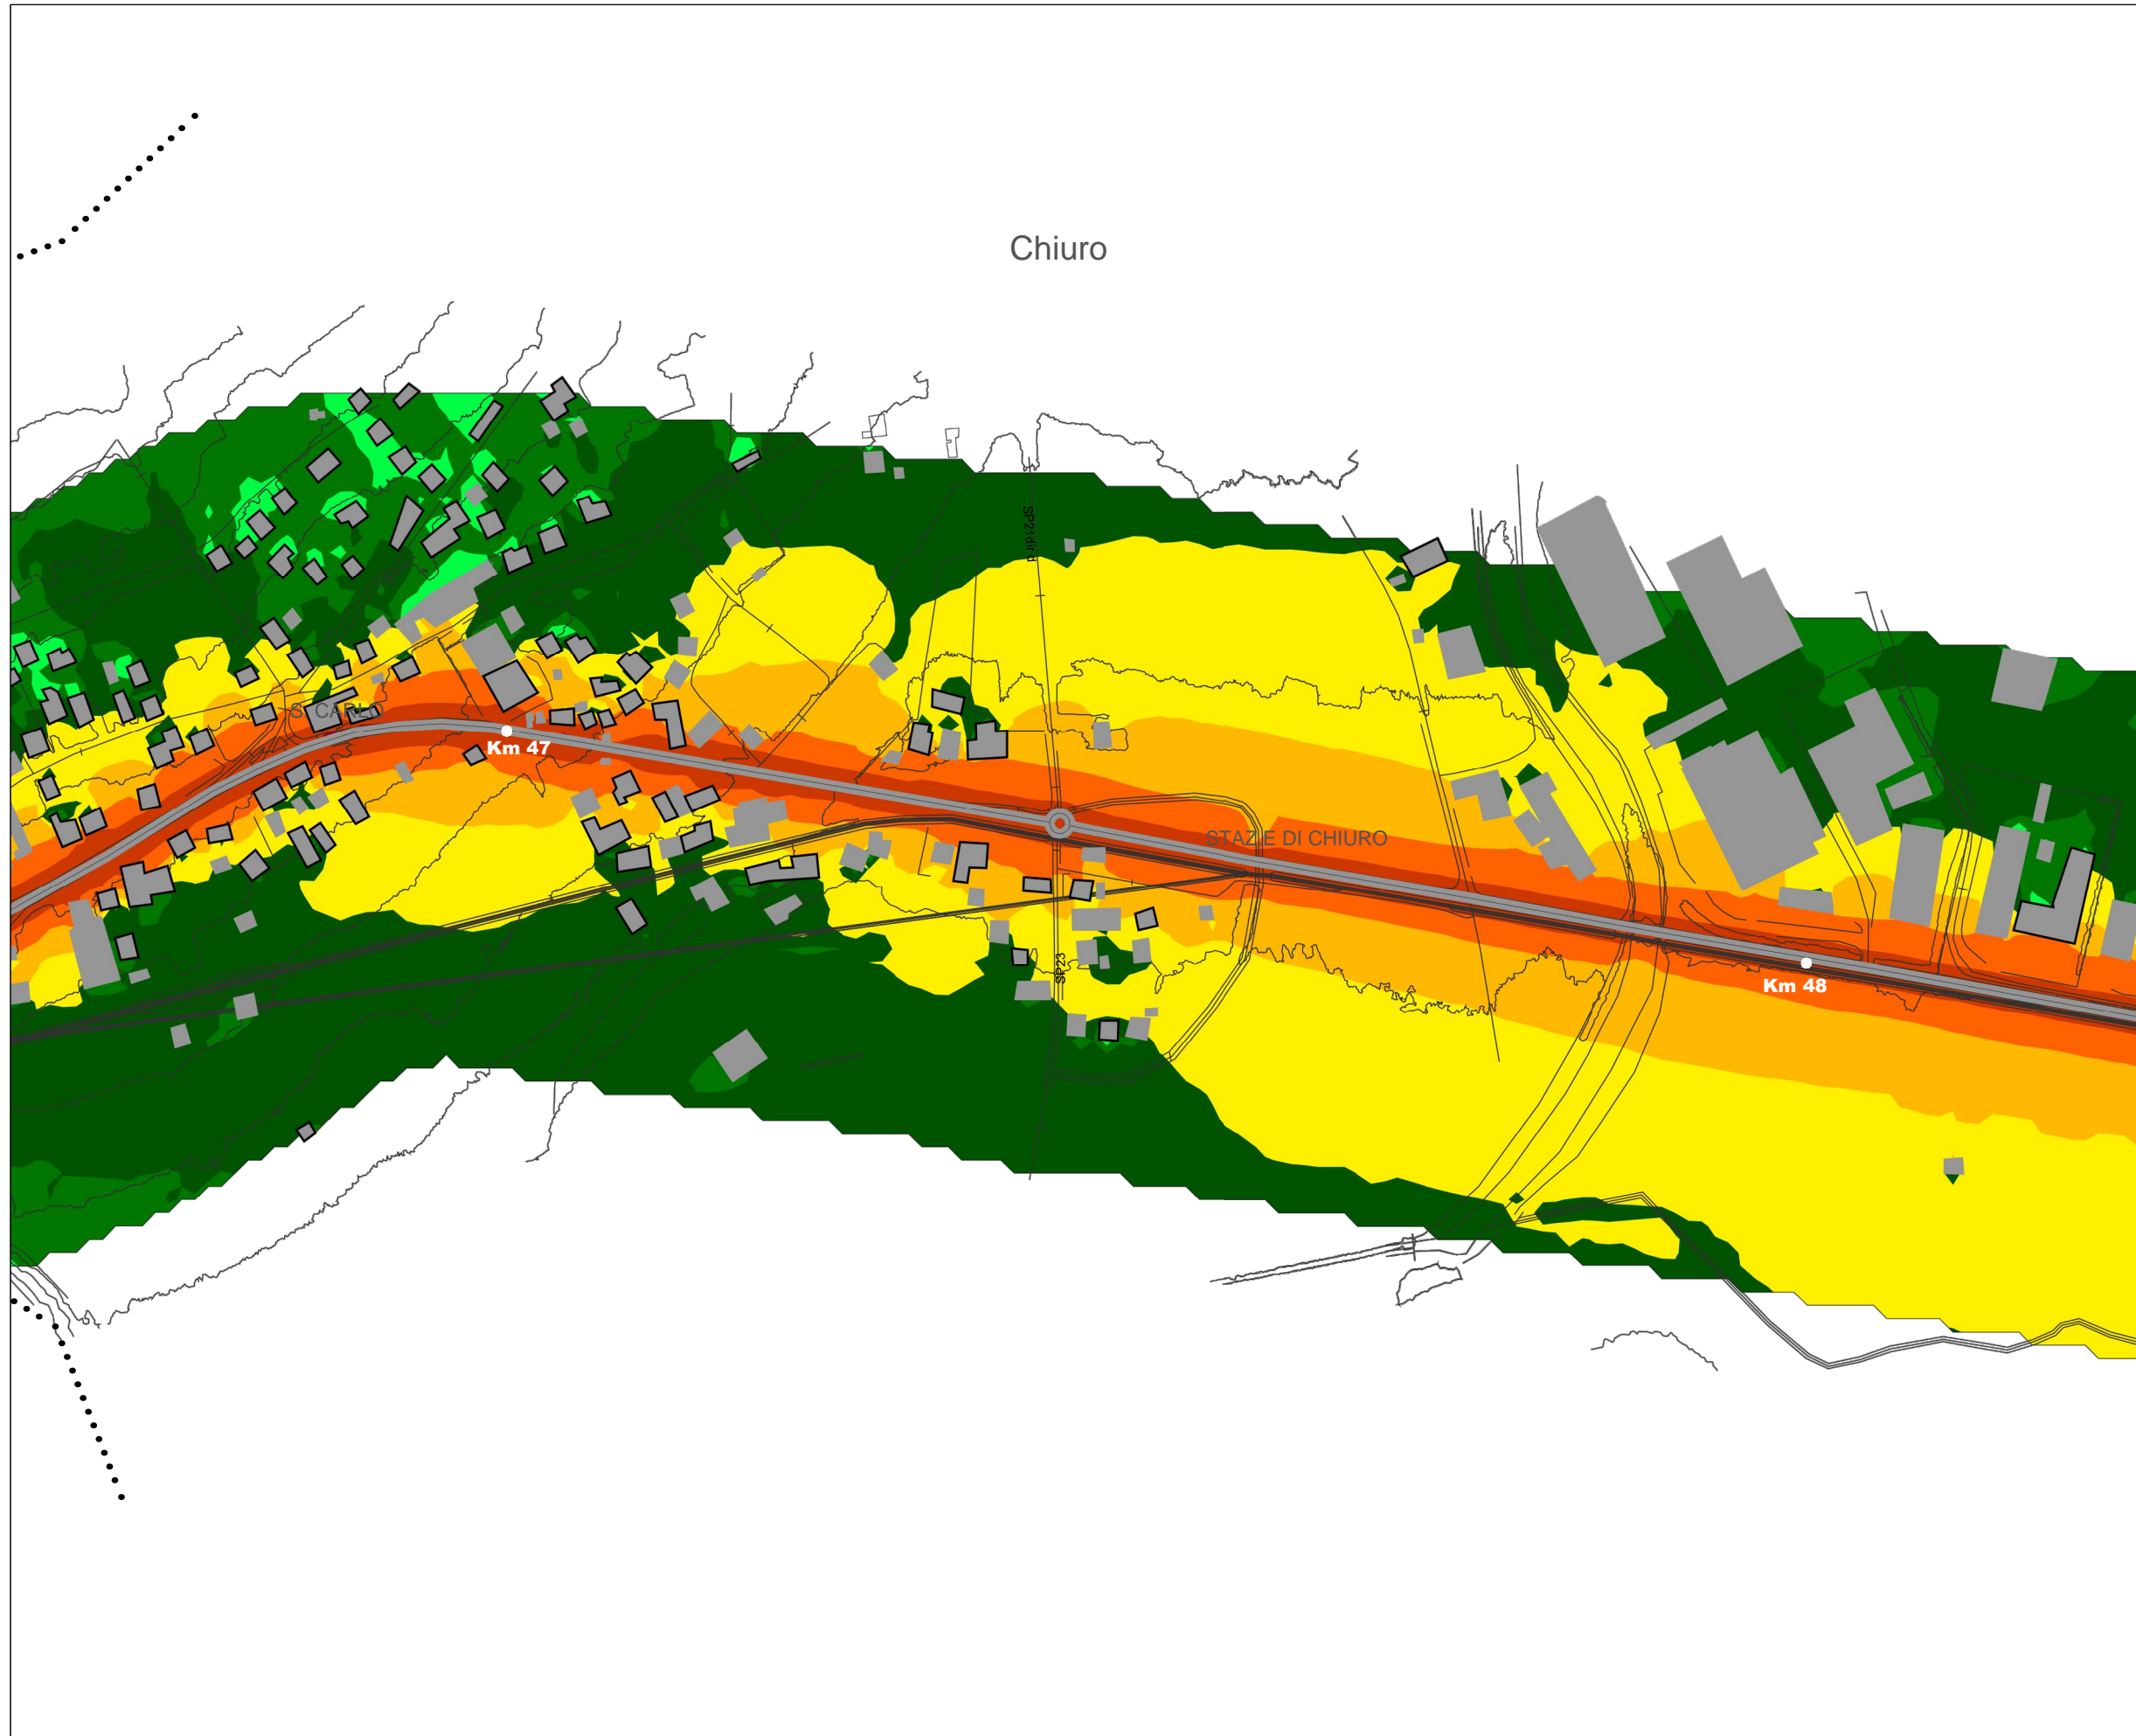 Chiuro
SP21dir d
S. CARLO
Km 47
STAZ.E DI CHIURO
SP23
Km 48